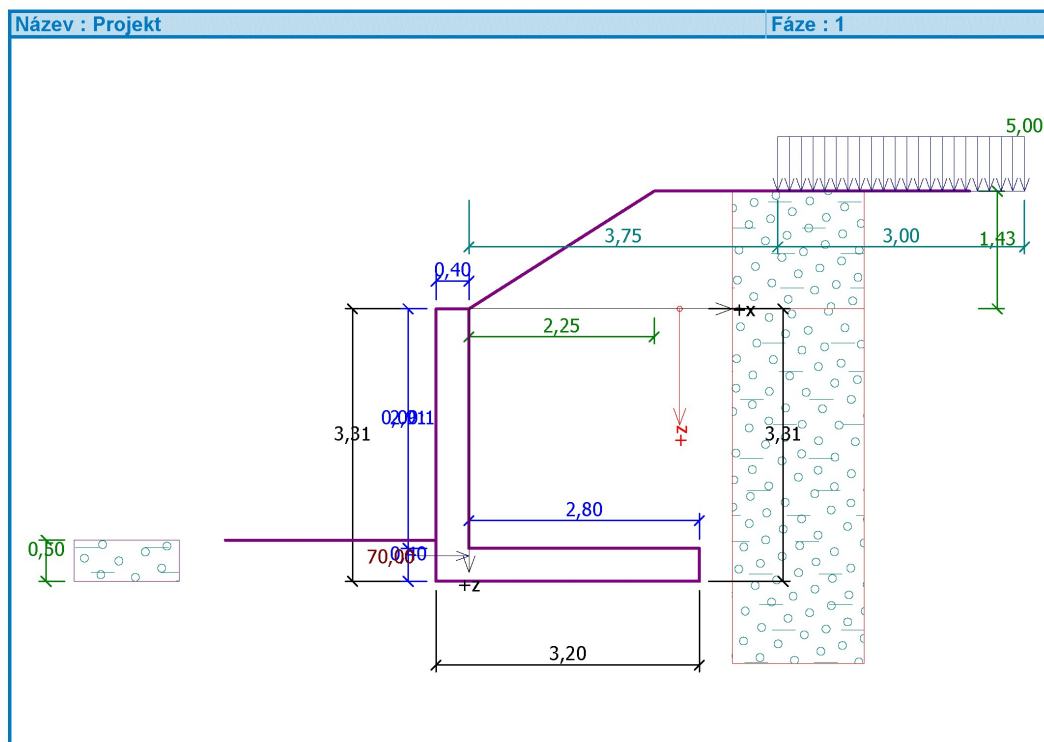 Název : Projekt
Fáze : 1
5,00
3,75
3,00
1,43
0,40
+x
2,25
3,31
+z
3,31
2,80
0,50
70,00
+z
3,20